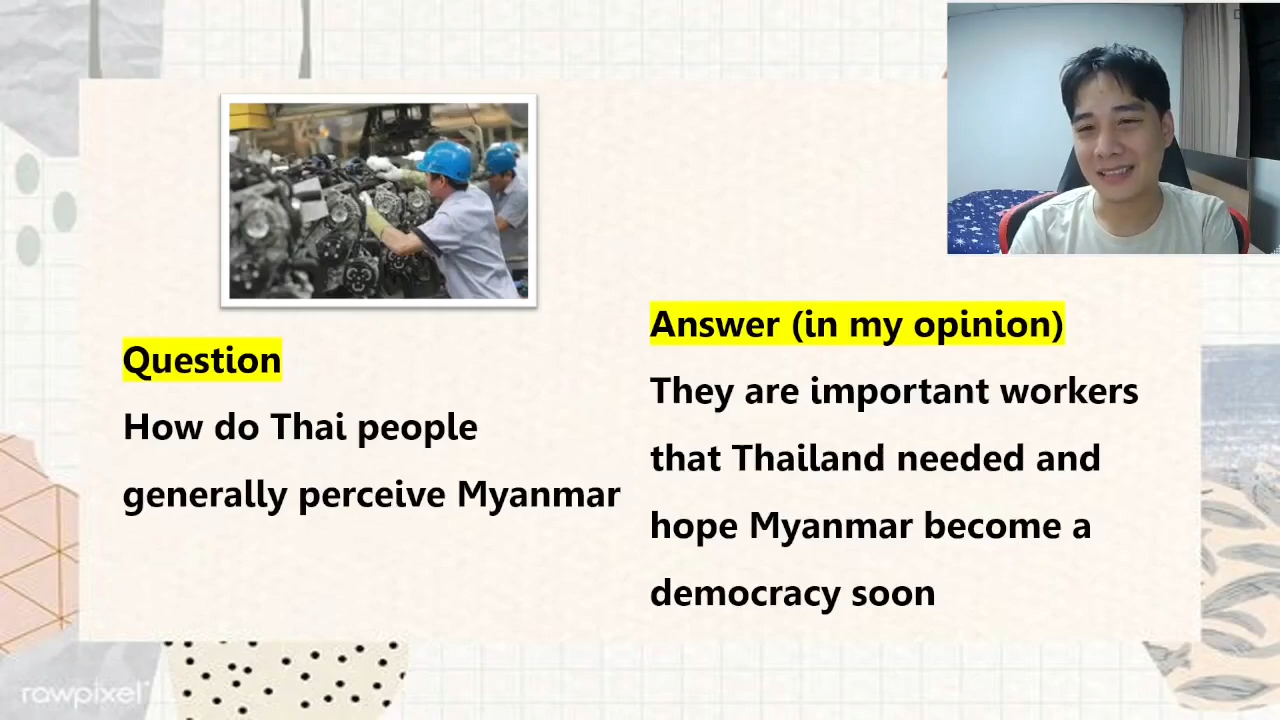 Question
How do Thai people
generally perceive Myanmar
Answer (in my opinion)
They are important workers
that Thailand needed and
hope Myanmar become a
democracy soon
rawpixel